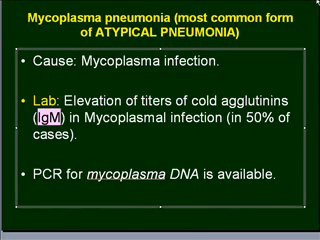 Mycoplasma pneumonia (most common form
of ATYPICAL PNEUMONIA)
• Cause: Mycoplasma infection.
• Lab: Elevation of titers of cold agglutinins
(IgM) in Mycoplasmal infection (in 50% of
cases).
• PCR for mycoplasma DNA is available.